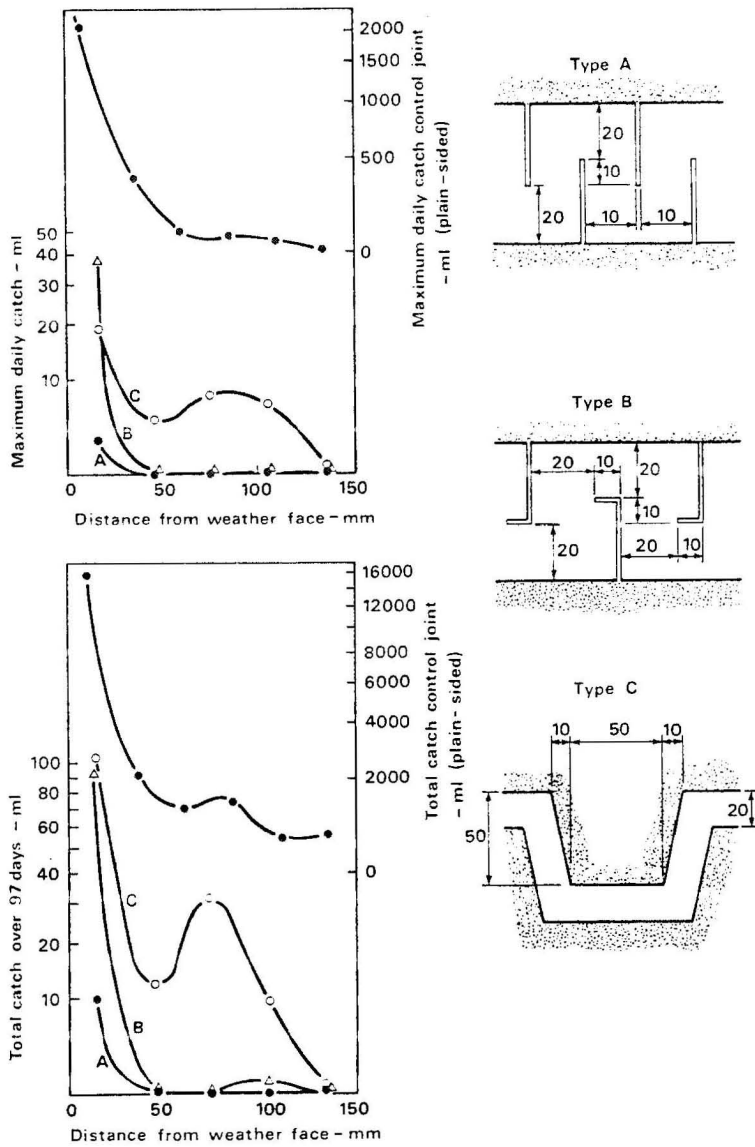 Maximum daily catch – ml
50
40
30
20
10
2000
1500
1000
500
0
Maximum daily catch control joint
– ml (plain-sided)
C
B
A
0
50
100
150
Distance from weather face – mm
Total catch over 97 days – ml
100
80
60
40
20
10
16000
12000
8000
6000
4000
2000
0
Total catch control joint
– ml (plain-sided)
C
B
A
0
50
100
150
Distance from weather face – mm
Type A
20
10
20
10
10
Type B
20
10
20
10
20
20
10
Type C
10
50
10
50
20